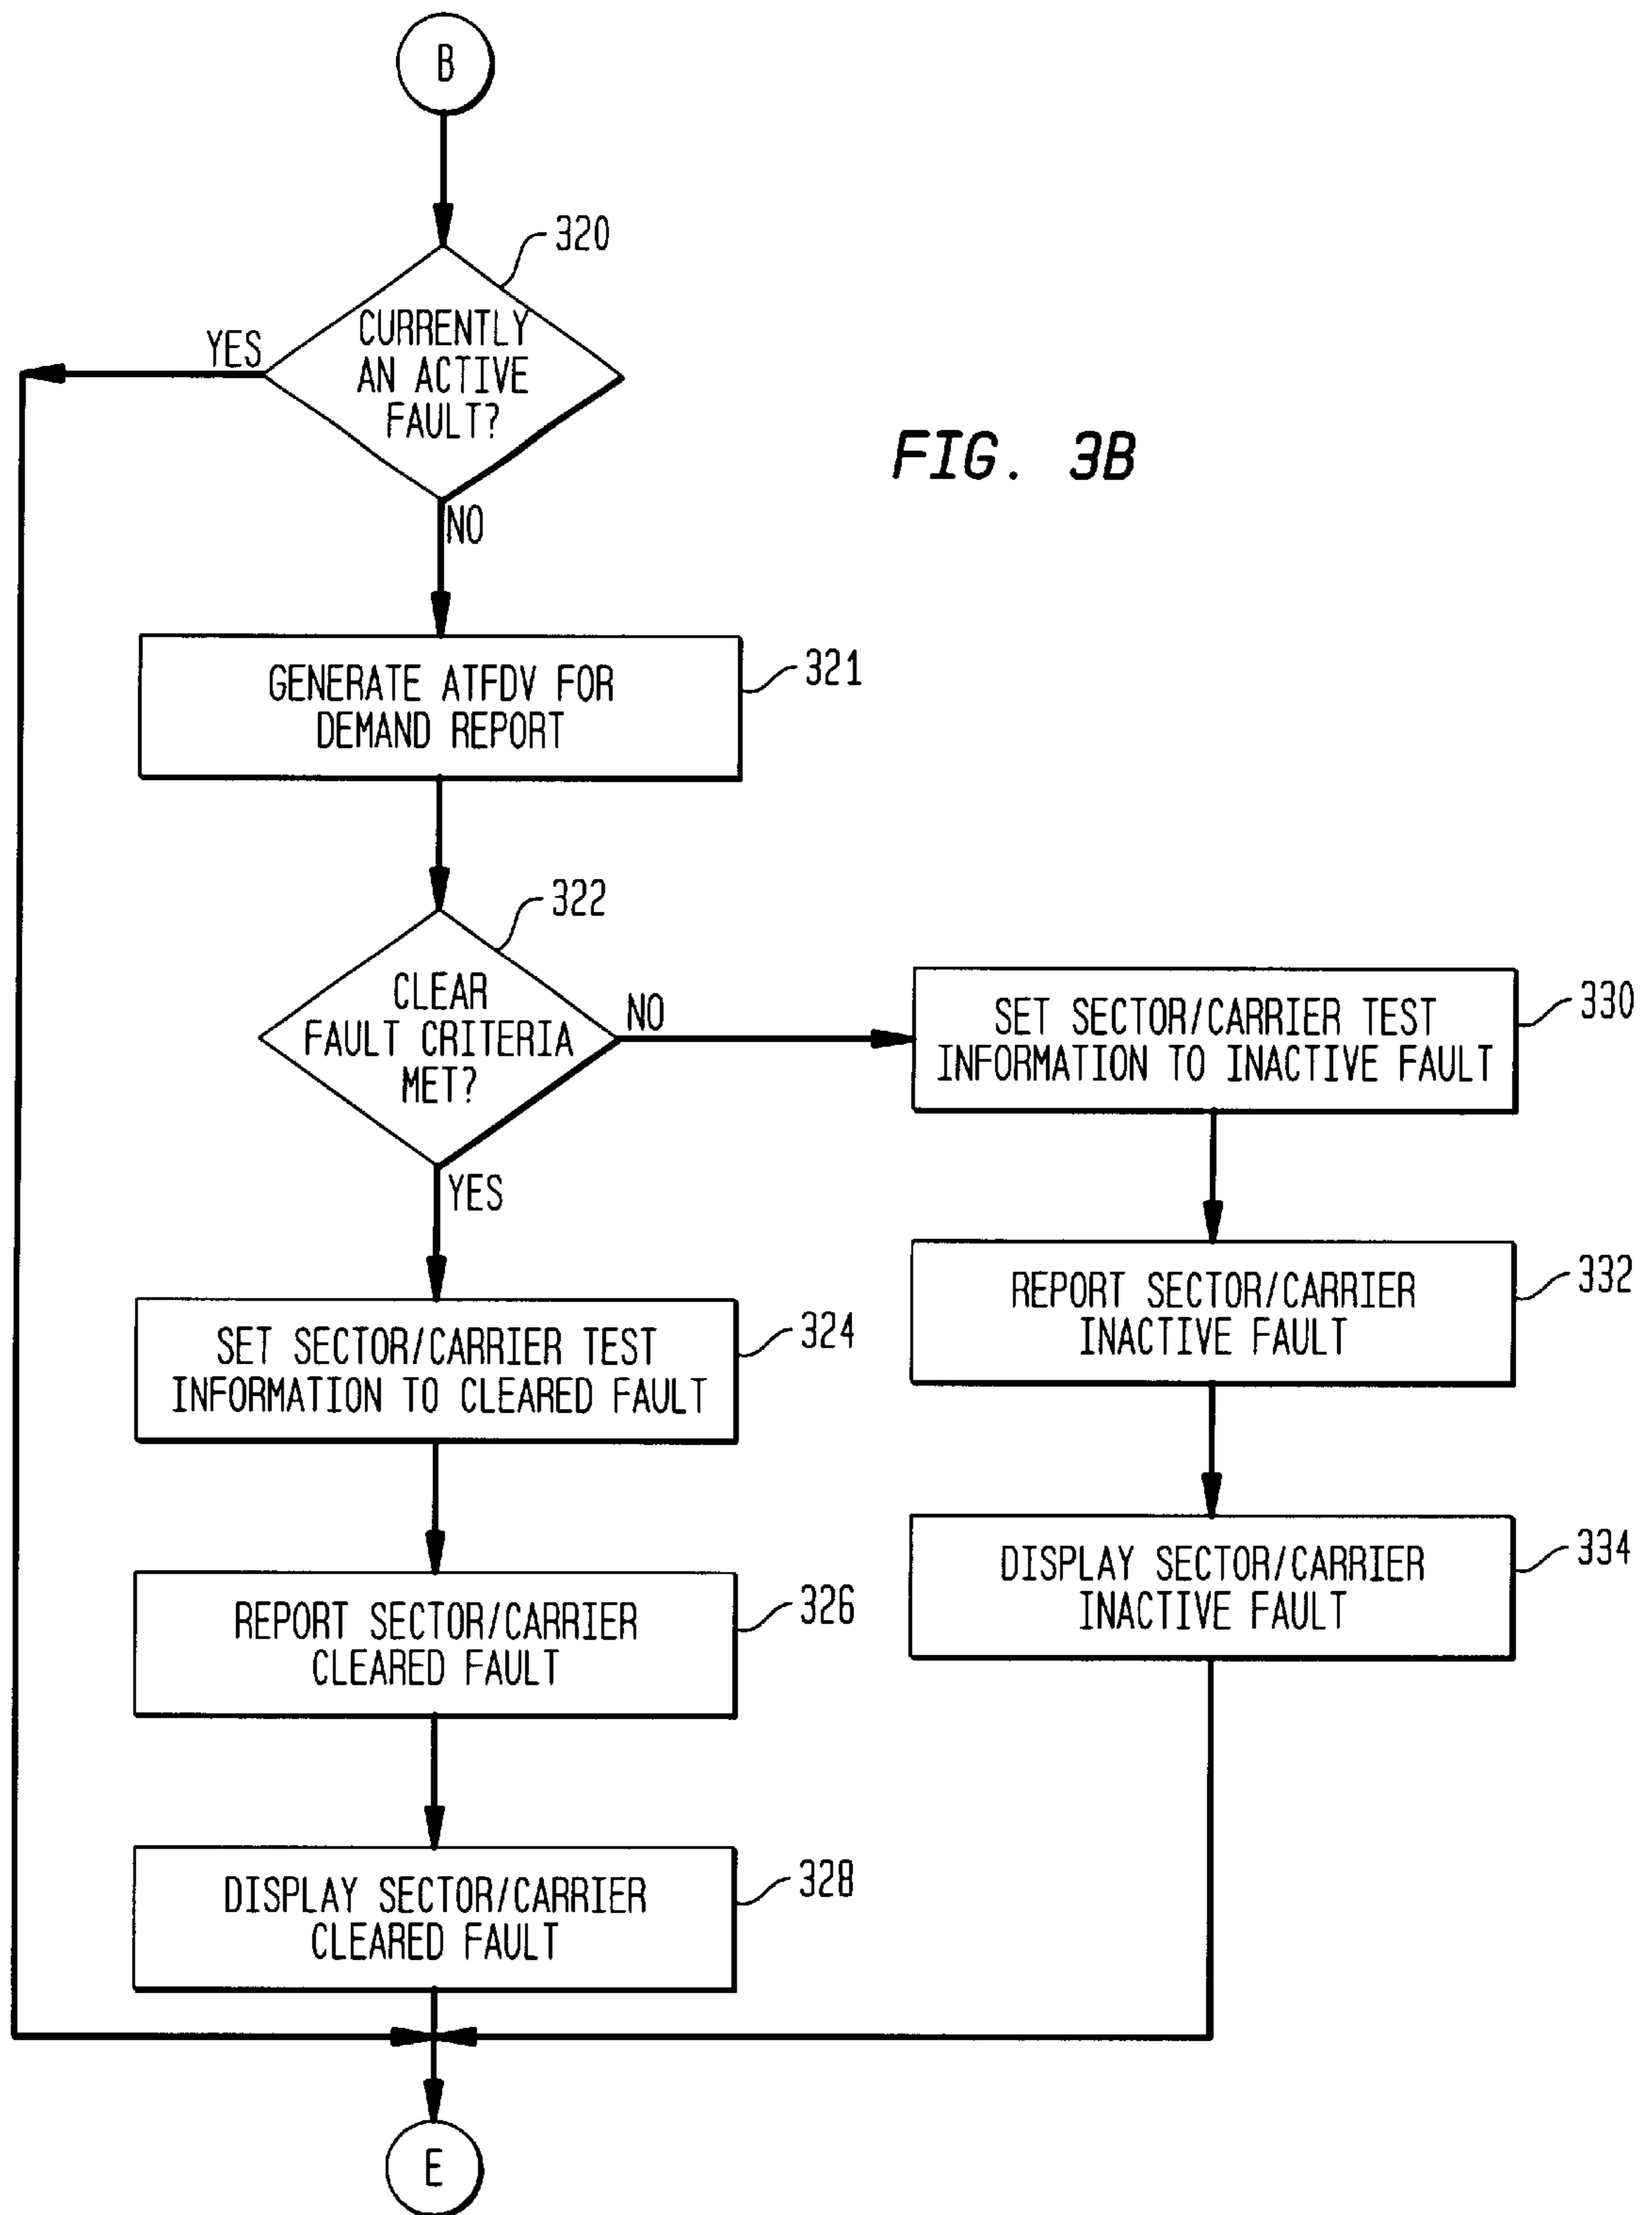 B
320
CURRENTLY
AN ACTIVE
FAULT?
YES
NO
FIG. 3B
GENERATE ATFDV FOR
DEMAND REPORT
321
322
CLEAR
FAULT CRITERIA
MET?
NO
YES
SET SECTOR/CARRIER TEST
INFORMATION TO INACTIVE FAULT
330
REPORT SECTOR/CARRIER
INACTIVE FAULT
332
SET SECTOR/CARRIER TEST
INFORMATION TO CLEARED FAULT
324
DISPLAY SECTOR/CARRIER
INACTIVE FAULT
334
REPORT SECTOR/CARRIER
CLEARED FAULT
326
DISPLAY SECTOR/CARRIER
CLEARED FAULT
328
E